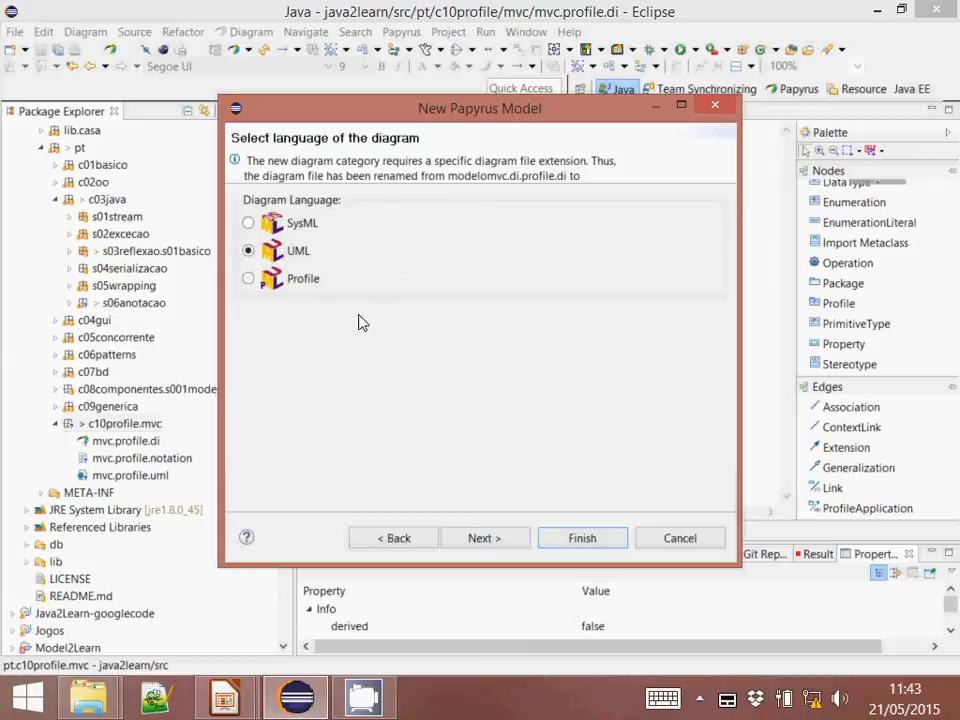 Java - java2learn/src/pt/c10profile/mvc/mvc.profile.di - Eclipse
File Edit Diagram Source Refactor Diagram Navigate Search Papyrus Project Run Window Help
Segoe UI 9 B I A 100%
Quick Access Java Team Synchronizing Papyrus Resource Java EE
Package Explorer
lib.casa
pt
c01basico
c02oo
> c03java
s01stream
s02excecao
> s03reflexao.s01basico
s04serializacao
s05wrapping
> s06anotacao
c04gui
c05concorrente
c06patterns
c07bd
c08componentes.s001mode
c09generica
> c10profile.mvc
mvc.profile.di
mvc.profile.notation
mvc.profile.uml
META-INF
JRE System Library [jre1.8.0_45]
Referenced Libraries
db
lib
LICENSE
README.md
Java2Learn-googlecode
Jogos
Model2Learn
New Papyrus Model
Select language of the diagram
The new diagram category requires a specific diagram file extension. Thus,
the diagram file has been renamed from modelomvc.di.profile.di to
Diagram Language:
SysML
UML
Profile
?
< Back Next > Finish Cancel
Palette
Nodes
DataType
Enumeration
EnumerationLiteral
Import Metaclass
Operation
Package
Profile
PrimitiveType
Property
Stereotype
Edges
Association
ContextLink
Extension
Generalization
Link
ProfileApplication
Git Rep... Result Propert...
Property Value
Info
derived false
pt.c10profile.mvc - java2learn/src
11:43
21/05/2015